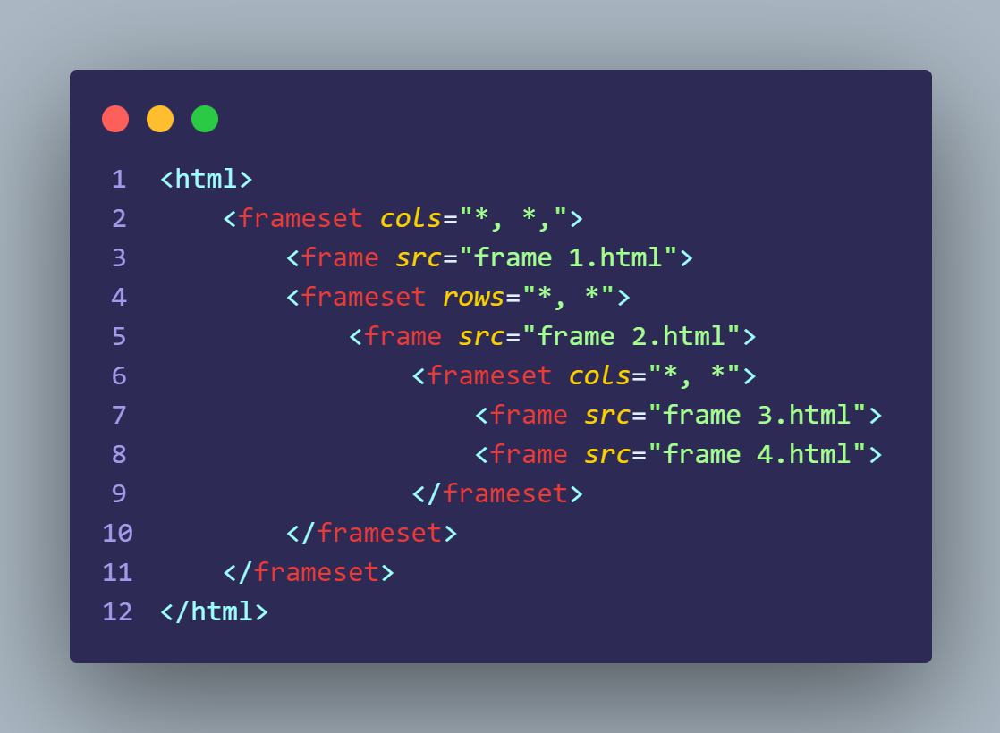 1 <html>
2     <frameset cols="*, *,">
3         <frame src="frame 1.html">
4         <frameset rows="*, *">
5             <frame src="frame 2.html">
6                 <frameset cols="*, *">
7                     <frame src="frame 3.html">
8                     <frame src="frame 4.html">
9                 </frameset>
10         </frameset>
11     </frameset>
12 </html>